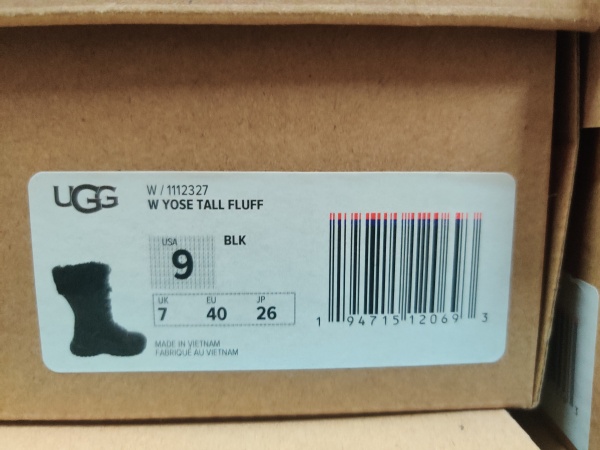 UGG
W / 1112327
W YOSE TALL FLUFF
USA
9
BLK
UK EU JP
7 40 26
MADE IN VIETNAM
FABRIQUÉ AU VIETNAM
1 94715 12069 3